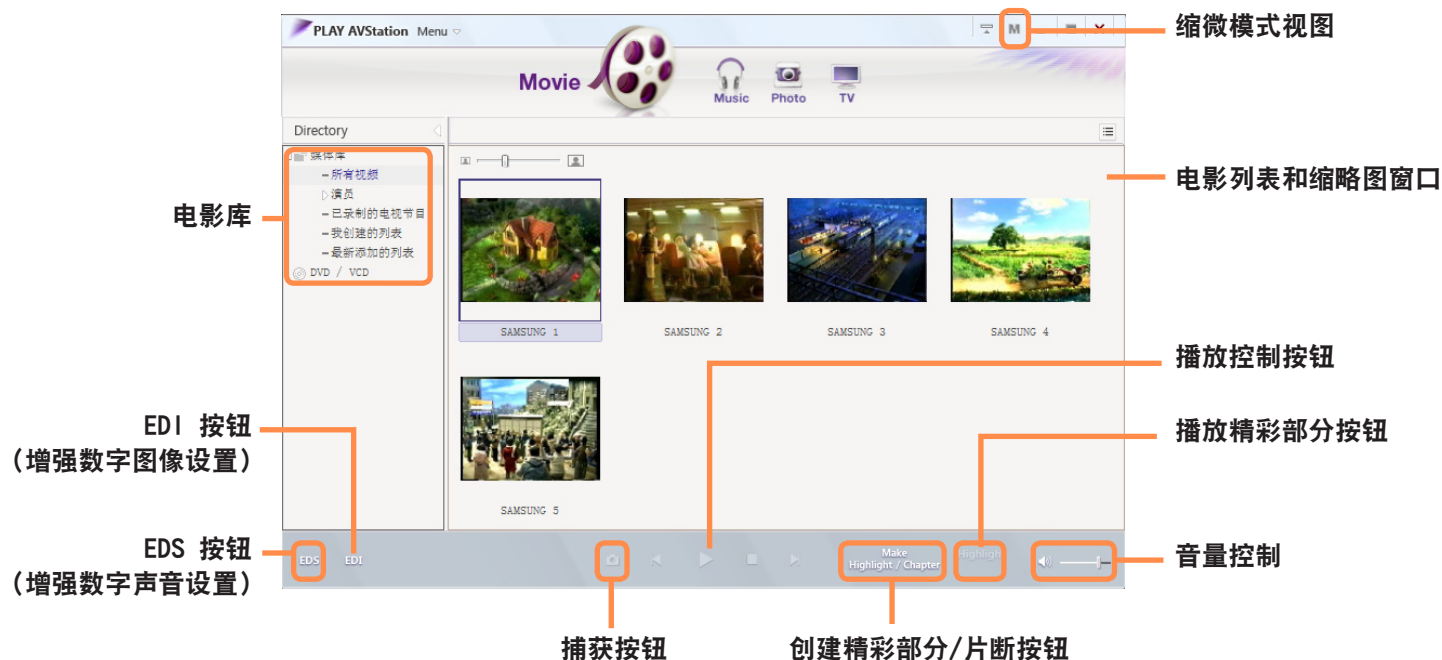 PLAY AVStation Menu
M
缩微模式视图
Movie
Music
Photo
TV
Directory
媒体库
所有视频
演员
已录制的电视节目
我创建的列表
最新添加的列表
DVD / VCD
电影库
电影列表和缩略图窗口
SAMSUNG 1
SAMSUNG 2
SAMSUNG 3
SAMSUNG 4
SAMSUNG 5
播放控制按钮
播放精彩部分按钮
EDI 按钮
(增强数字图像设置)
EDS 按钮
(增强数字声音设置)
EDS
EDI
Make
Highlight / Chapter
Highligh
音量控制
捕获按钮
创建精彩部分/片断按钮